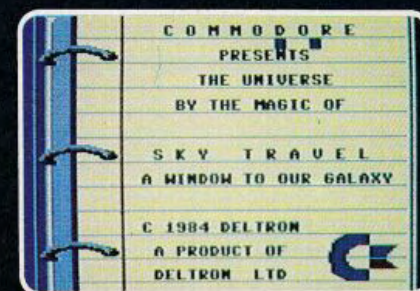 COMMODORE
PRESENTS
THE UNIVERSE
BY THE MAGIC OF
SKY TRAVEL
A WINDOW TO OUR GALAXY
C 1984 DELTRON
A PRODUCT OF
DELTRON LTD